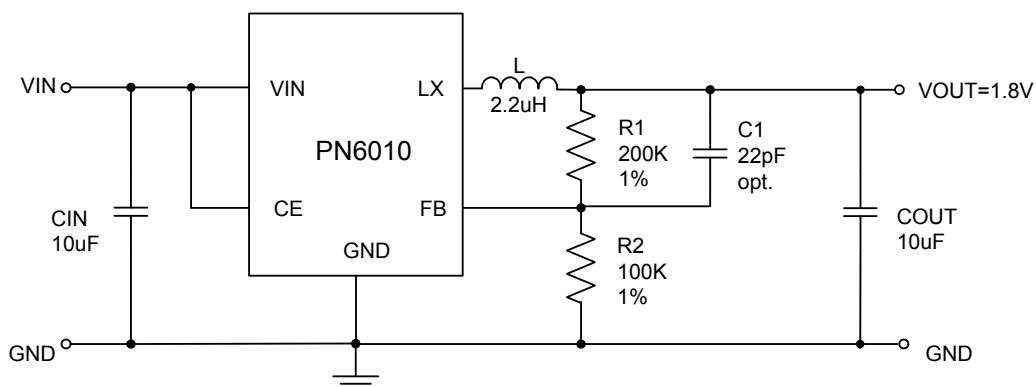 L
VIN
VIN
LX
2.2uH
VOUT=1.8V
R1
200K
1%
C1
22pF
opt.
PN6010
CIN
10uF
CE
FB
COUT
10uF
GND
R2
100K
1%
GND
GND